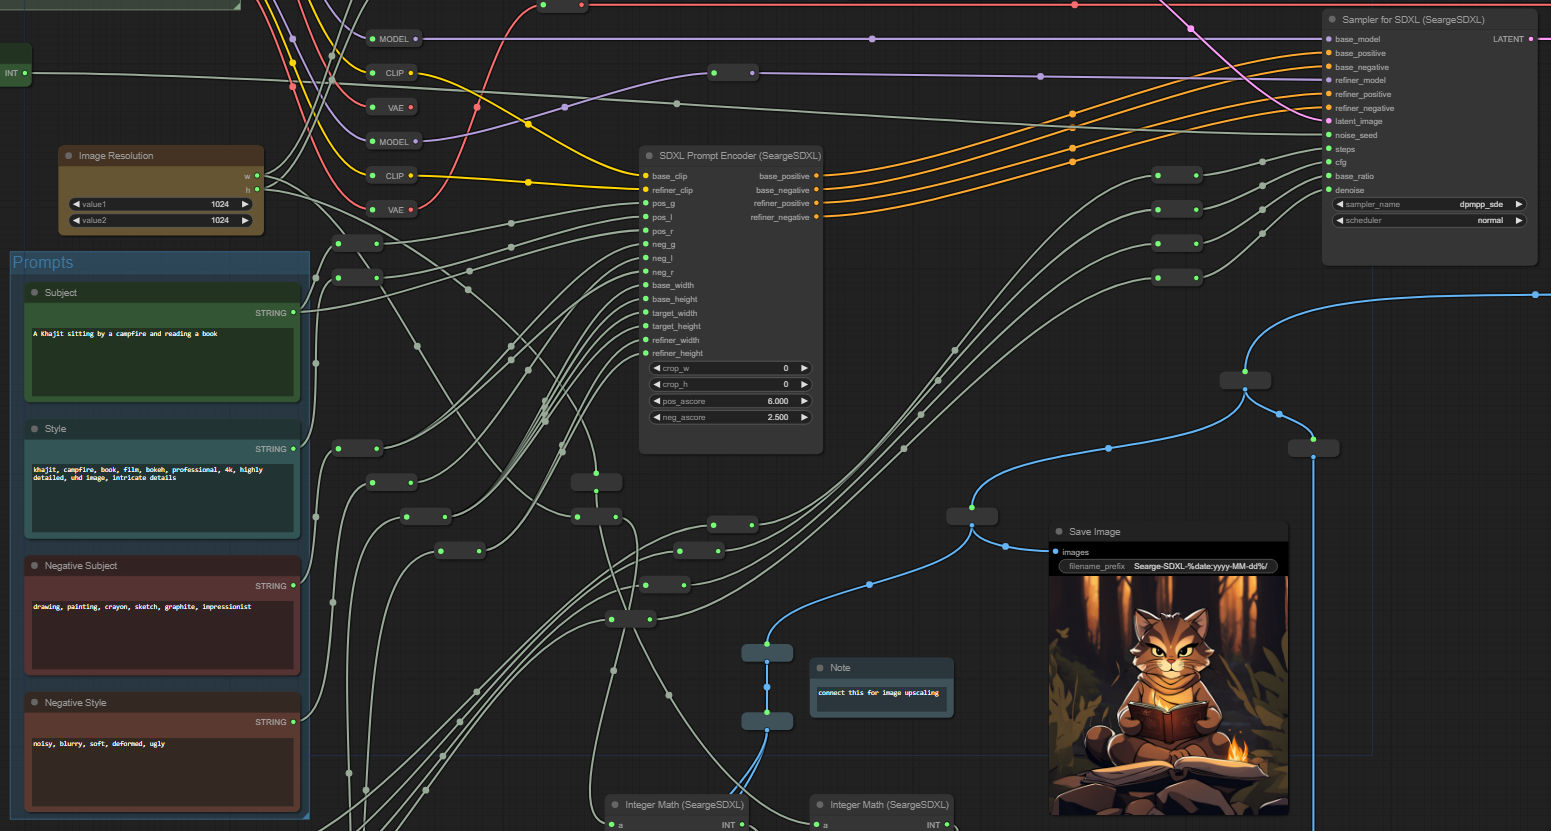 INT
MODEL
CLIP
VAE
MODEL
CLIP
VAE
Image Resolution
w
h
value1 1024
value2 1024
Prompts
Subject
STRING
A Khajit sitting by a campfire and reading a book
Style
STRING
khajit, campfire, book, film, bokeh, professional, 4k, highly
detailed, uhd image, intricate details
Negative Subject
STRING
drawing, painting, crayon, sketch, graphite, impressionist
Negative Style
STRING
noisy, blurry, soft, deformed, ugly
SDXL Prompt Encoder (SeargeSDXL)
base_clip base_positive
refiner_clip base_negative
pos_g refiner_positive
pos_l refiner_negative
pos_r
neg_g
neg_l
neg_r
base_width
base_height
target_width
target_height
refiner_width
refiner_height
crop_w 0
crop_h 0
pos_ascore 6.000
neg_ascore 2.500
Sampler for SDXL (SeargeSDXL)
base_model LATENT
base_positive
base_negative
refiner_model
refiner_positive
refiner_negative
latent_image
noise_seed
steps
cfg
base_ratio
denoise
sampler_name dpmpp_sde
scheduler normal
Save Image
images
filename_prefix Searge-SDXL-%date:yyyy-MM-dd%/
Note
connect this for image upscaling
Integer Math (SeargeSDXL)
a INT
Integer Math (SeargeSDXL)
a INT